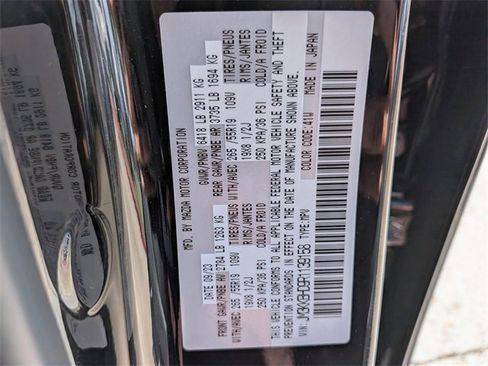 MFD. BY MAZDA MOTOR CORPORATION
DATE: 09/23 GVWR/PNBV 6418 LB 2911 KG
FRONT GAWR/PNBE AV 2784 LB 1263 KG REAR GAWR/PNBE AR 3735 LB 1694 KG
WITH/AVEC 265/55R19 109V TIRES/PNEUS WITH/AVEC 265/55R19 109V TIRES/PNEUS
19X8 1/2J RIMS/JANTES 19X8 1/2J RIMS/JANTES
250 KPA/36 PSI COLD/A FROID 250 KPA/36 PSI COLD/A FROID
THIS VEHICLE CONFORMS TO ALL APPLICABLE FEDERAL MOTOR VEHICLE SAFETY AND THEFT
PREVENTION STANDARDS IN EFFECT ON THE DATE OF MANUFACTURE SHOWN ABOVE.
VIN: JM3KKBHD9R1139158 TYPE:MPV COLOR CODE:41W MADE IN JAPAN